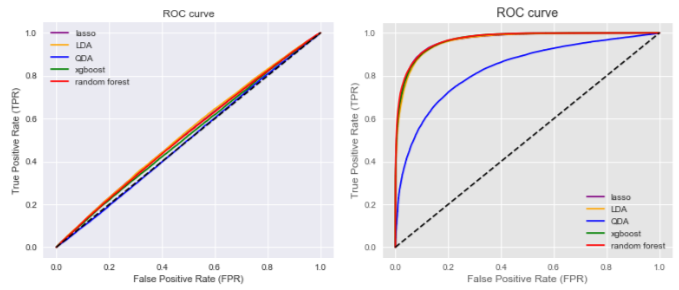 ROC curve
lasso
LDA
QDA
xgboost
random forest
True Positive Rate (TPR)
1.0
0.8
0.6
0.4
0.2
0.0
0.0 0.2 0.4 0.6 0.8 1.0
False Positive Rate (FPR)
ROC curve
True Positive Rate (TPR)
1.0
0.8
0.6
0.4
0.2
0.0
lasso
LDA
QDA
xgboost
random forest
0.0 0.2 0.4 0.6 0.8 1.0
False Positive Rate (FPR)